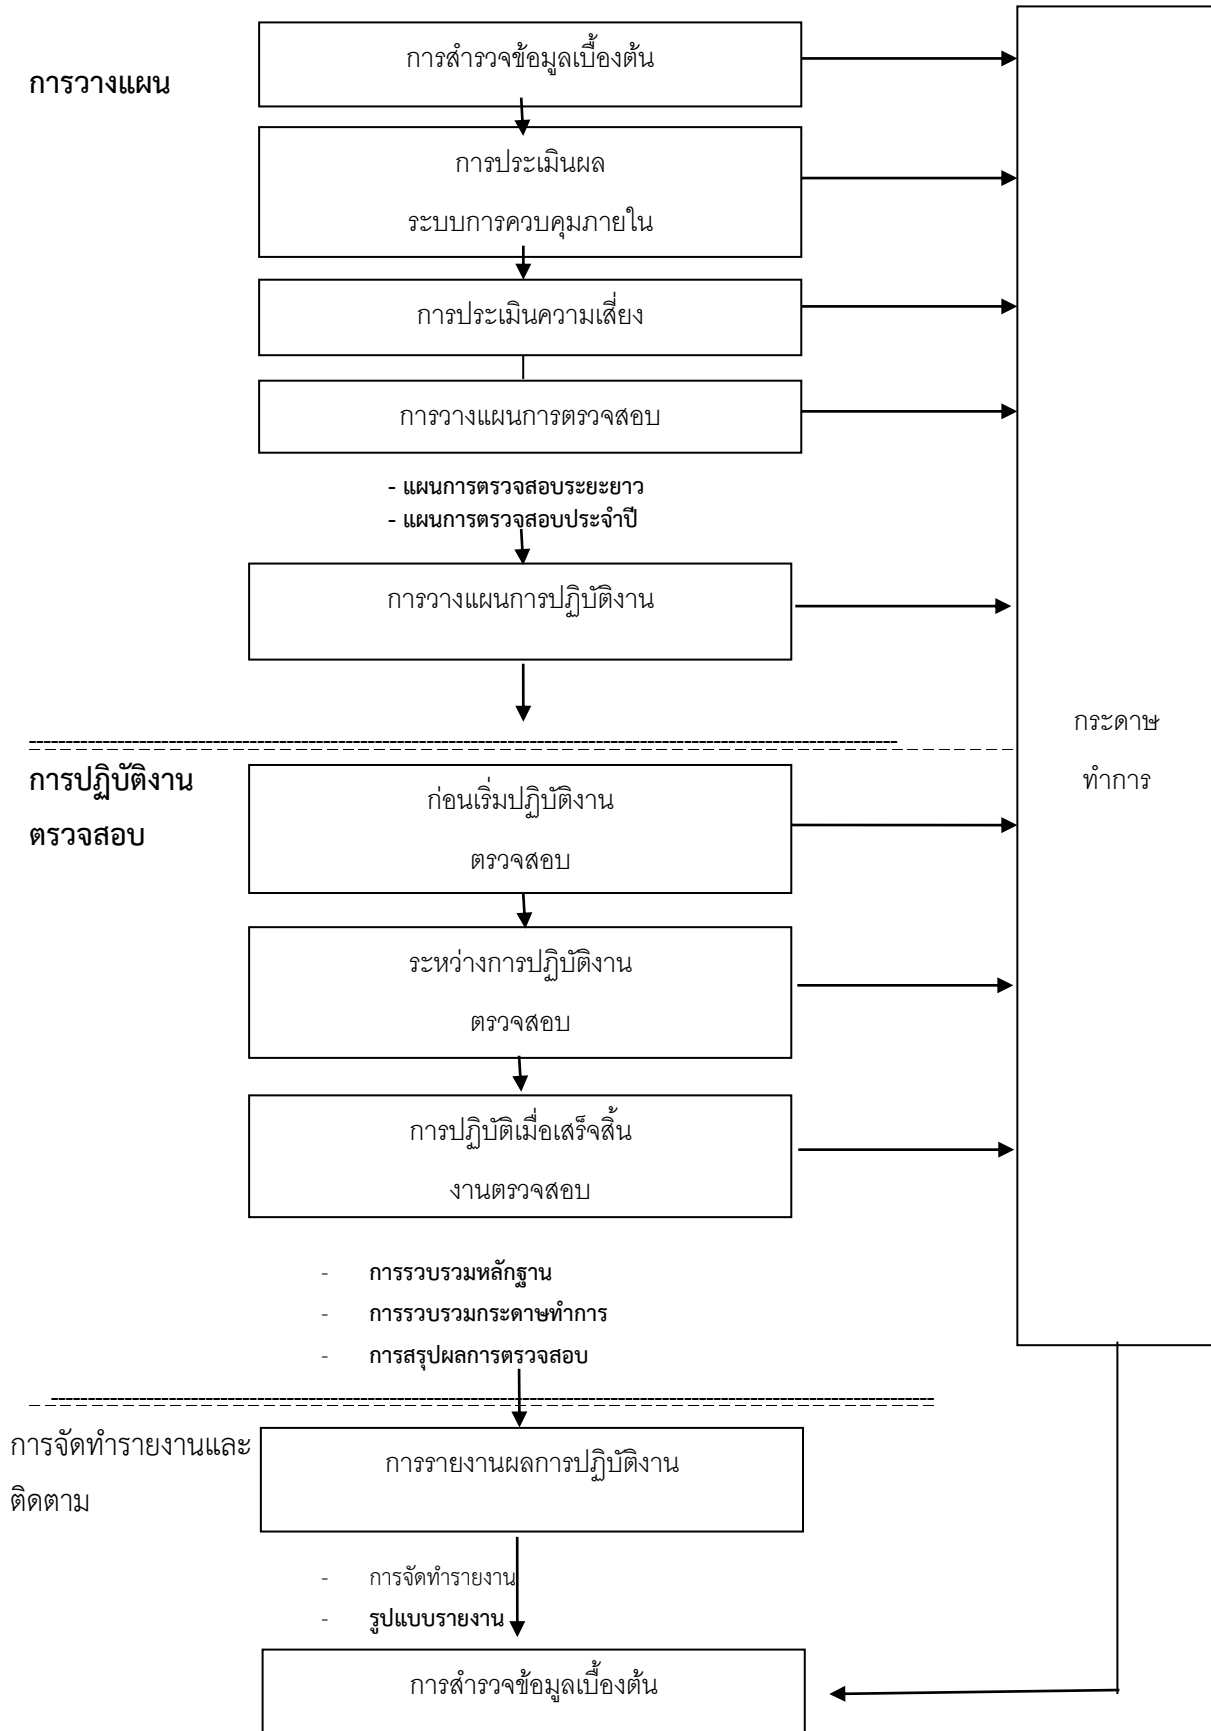 การสำรวจข้อมูลเบื้องต้น
การวางแผน
การประเมินผล
ระบบการควบคุมภายใน
การประเมินความเสี่ยง
การวางแผนการตรวจสอบ
- แผนการตรวจสอบระยะยาว
- แผนการตรวจสอบประจำปี
การวางแผนการปฏิบัติงาน
กระดาษ
ทำการ
การปฏิบัติงาน
ตรวจสอบ
ก่อนเริ่มปฏิบัติงาน
ตรวจสอบ
ระหว่างการปฏิบัติงาน
ตรวจสอบ
การปฏิบัติเมื่อเสร็จสิ้น
งานตรวจสอบ
- การรวบรวมหลักฐาน
- การรวบรวมกระดาษทำการ
- การสรุปผลการตรวจสอบ
การจัดทำรายงานและ
ติดตาม
การรายงานผลการปฏิบัติงาน
- การจัดทำรายงาน
- รูปแบบรายงาน
การสำรวจข้อมูลเบื้องต้น